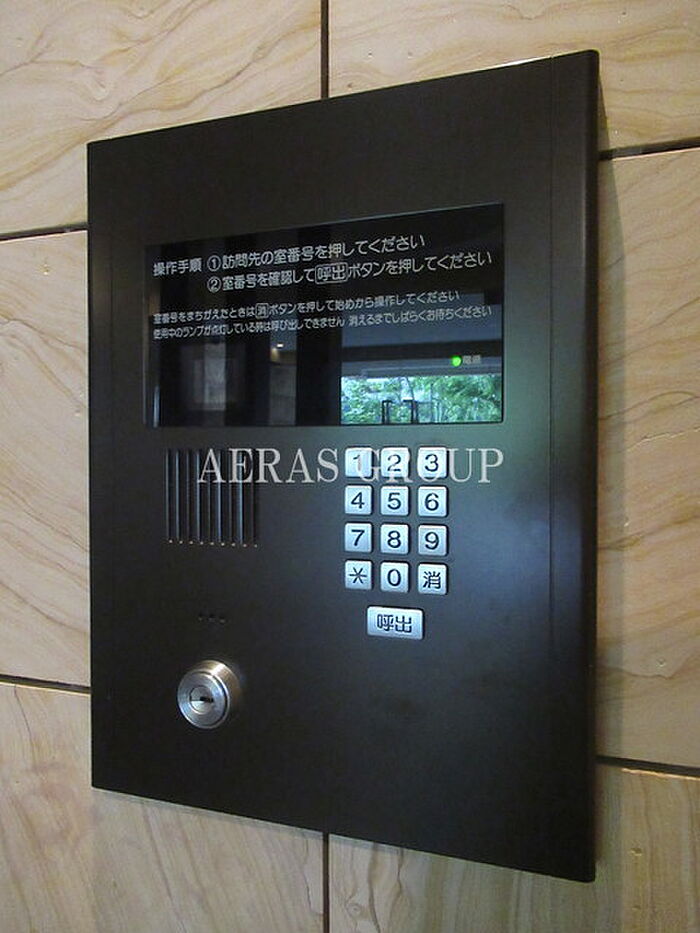 操作手順 ①訪問先の室番号を押してください
②室番号を確認して呼出ボタンを押してください
室番号をまちがえたときは消ボタンを押して始めから操作してください
使用中のランプが点灯している時は呼び出しできません 消えるまでしばらくお待ちください
電源
AERAS GROUP
1 2 3
4 5 6
7 8 9
* 0 消
呼出